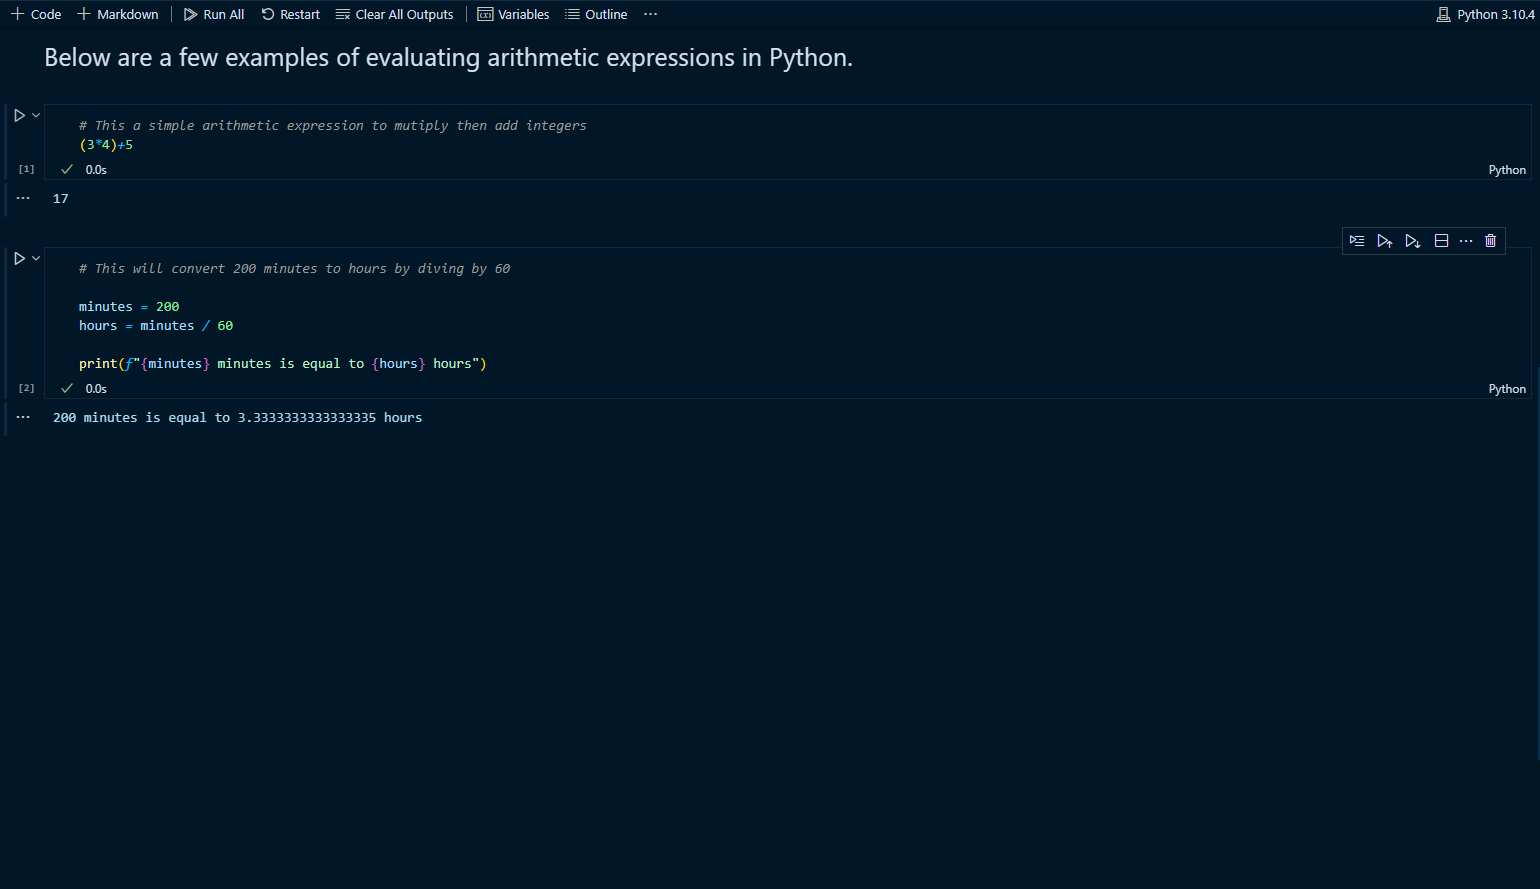 Code Markdown Run All Restart Clear All Outputs Variables Outline ... Python 3.10.4
Below are a few examples of evaluating arithmetic expressions in Python.
# This a simple arithmetic expression to mutiply then add integers
(3*4)+5
[1] 0.0s Python
... 17
# This will convert 200 minutes to hours by diving by 60
minutes = 200
hours = minutes / 60
print(f"{minutes} minutes is equal to {hours} hours")
[2] 0.0s Python
... 200 minutes is equal to 3.3333333333333335 hours